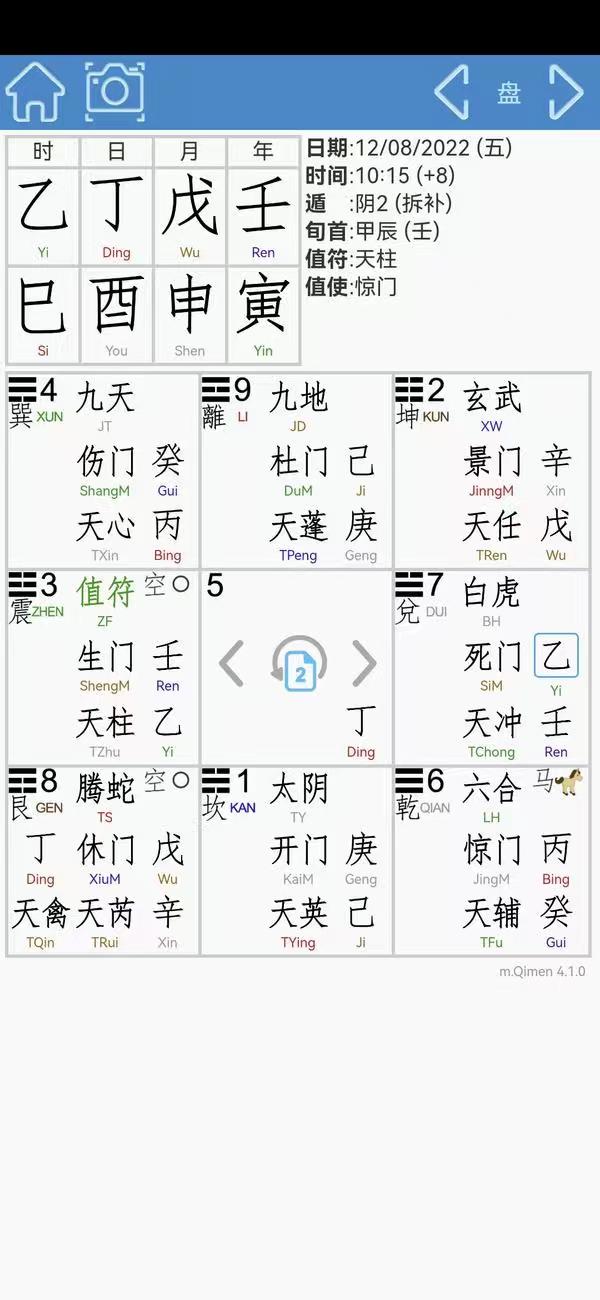 盘
时 日 月 年
乙 丁 戊 壬
Yi Ding Wu Ren
巳 酉 申 寅
Si You Shen Yin
日期:12/08/2022 (五)
时间:10:15 (+8)
遁 :阴2 (拆补)
旬首:甲辰 (壬)
值符:天柱
值使:惊门
4 九天
巽 XUN JT
伤门 癸
ShangM Gui
天心 丙
TXin Bing
9 九地
離 LI JD
杜门 己
DuM Ji
天蓬 庚
TPeng Geng
2 玄武
坤 KUN XW
景门 辛
JinngM Xin
天任 戊
TRen Wu
3 值符 空
震 ZHEN ZF
生门 壬
ShengM Ren
天柱 乙
TZhu Yi
5
2
丁
Ding
7 白虎
兌 DUI BH
死门 乙
SiM Yi
天冲 壬
TChong Ren
8 腾蛇 空
艮 GEN TS
丁 休门 戊
Ding XiuM Wu
天禽 天芮 辛
TQin TRui Xin
1 太阴
坎 KAN TY
开门 庚
KaiM Geng
天英 己
TYing Ji
6 六合 马
乾 QIAN LH
惊门 丙
JingM Bing
天辅 癸
TFu Gui
m.Qimen 4.1.0